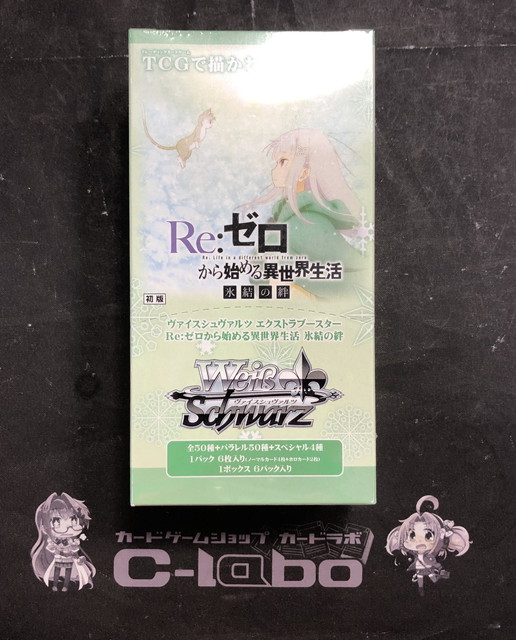 TCGで描かれ
Re:ゼロ
Re: Life in a different world from zero
から始める異世界生活
氷結の絆
初版
ヴァイスシュヴァルツ エクストラブースター
Re:ゼロから始める異世界生活 氷結の絆
Weiß
ヴァイスシュヴァルツ
Schwarz
全50種+パラレル50種+スペシャル4種
1パック 6枚入り
1ボックス 6パック入り
カードゲームショップ カードラボ
C-labo